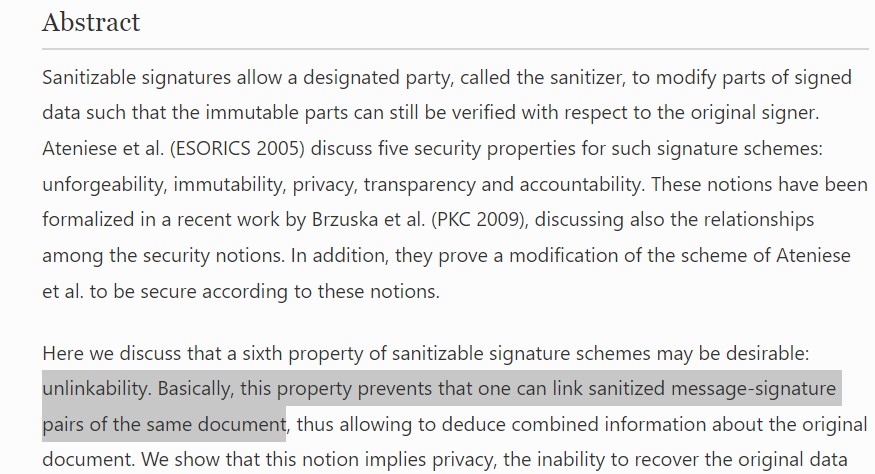 Abstract
Sanitizable signatures allow a designated party, called the sanitizer, to modify parts of signed
data such that the immutable parts can still be verified with respect to the original signer.
Ateniese et al. (ESORICS 2005) discuss five security properties for such signature schemes:
unforgeability, immutability, privacy, transparency and accountability. These notions have been
formalized in a recent work by Brzuska et al. (PKC 2009), discussing also the relationships
among the security notions. In addition, they prove a modification of the scheme of Ateniese
et al. to be secure according to these notions.
Here we discuss that a sixth property of sanitizable signature schemes may be desirable:
unlinkability. Basically, this property prevents that one can link sanitized message-signature
pairs of the same document, thus allowing to deduce combined information about the original
document. We show that this notion implies privacy, the inability to recover the original data